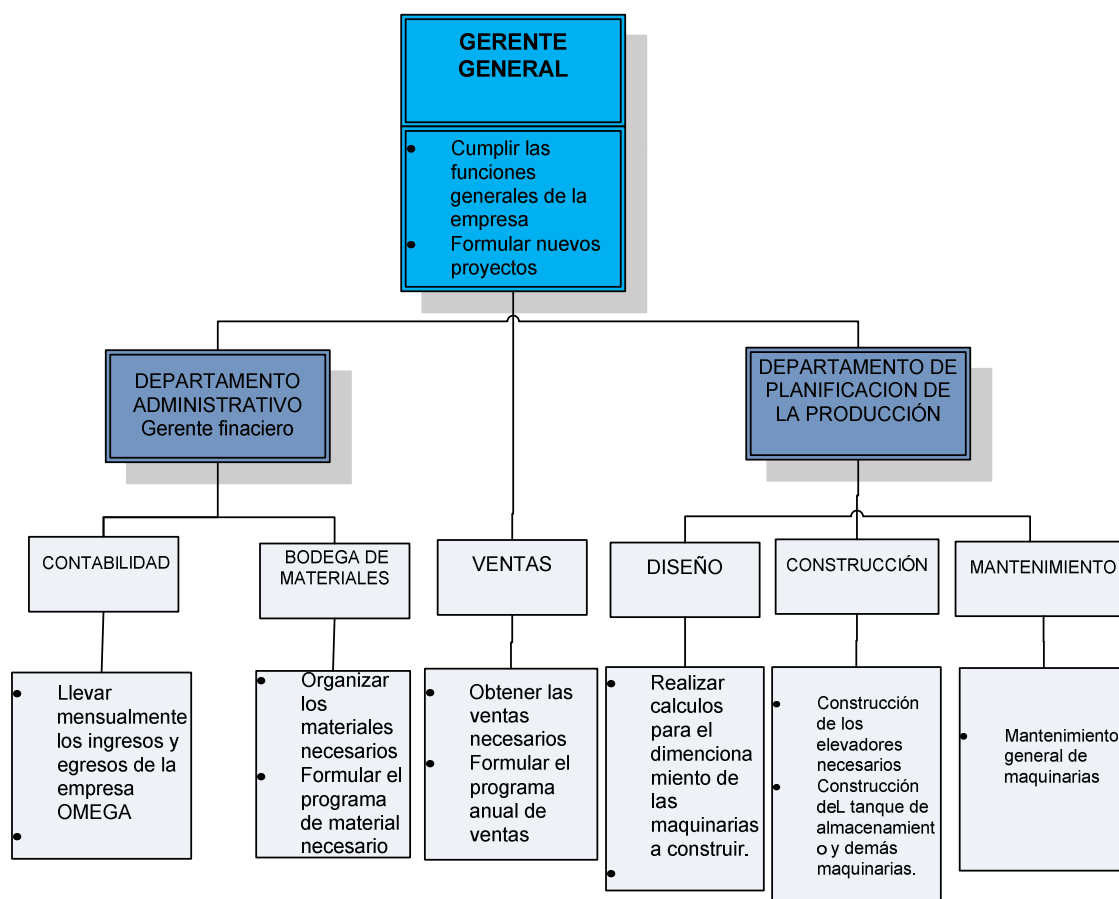 GERENTE
GENERAL
• Cumplir las
funciones
generales de la
empresa
• Formular nuevos
proyectos
DEPARTAMENTO
ADMINISTRATIVO
Gerente finaciero
DEPARTAMENTO DE
PLANIFICACION DE
LA PRODUCCIÓN
CONTABILIDAD
BODEGA DE
MATERIALES
VENTAS
DISEÑO
CONSTRUCCIÓN
MANTENIMIENTO
• Llevar
mensualmente
los ingresos y
egresos de la
empresa
OMEGA
•
• Organizar
los
materiales
necesarios
• Formular el
programa
de material
necesario
• Obtener las
ventas
necesarios
• Formular el
programa
anual de
ventas
• Realizar
calculos
para el
dimenciona
miento de
las
maquinarias
a construir.
•
• Construcción
de los
elevadores
necesarios
• Construcción
deL tanque de
almacenamient
o y demás
maquinarias.
• Mantenimiento
general de
maquinarias